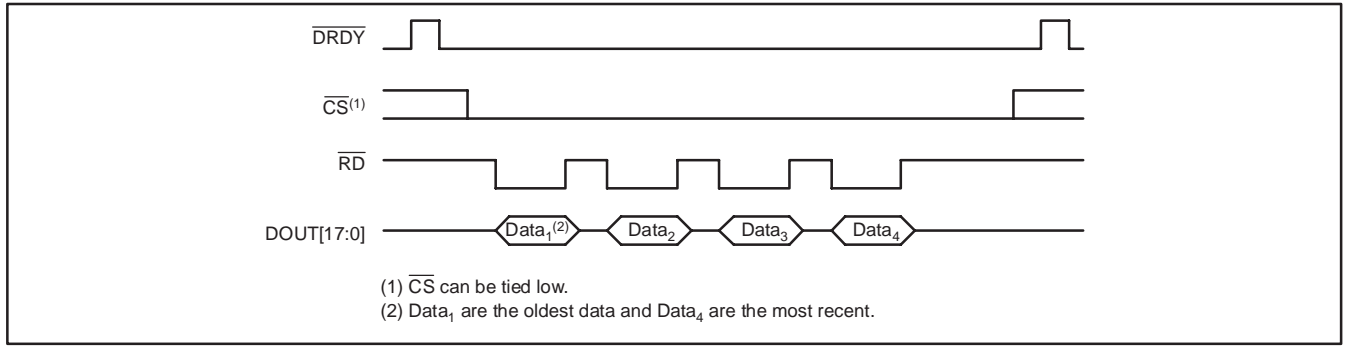 DRDY
CS(1)
RD
DOUT[17:0]
Data1(2) Data2 Data3 Data4
(1) CS can be tied low.
(2) Data1 are the oldest data and Data4 are the most recent.